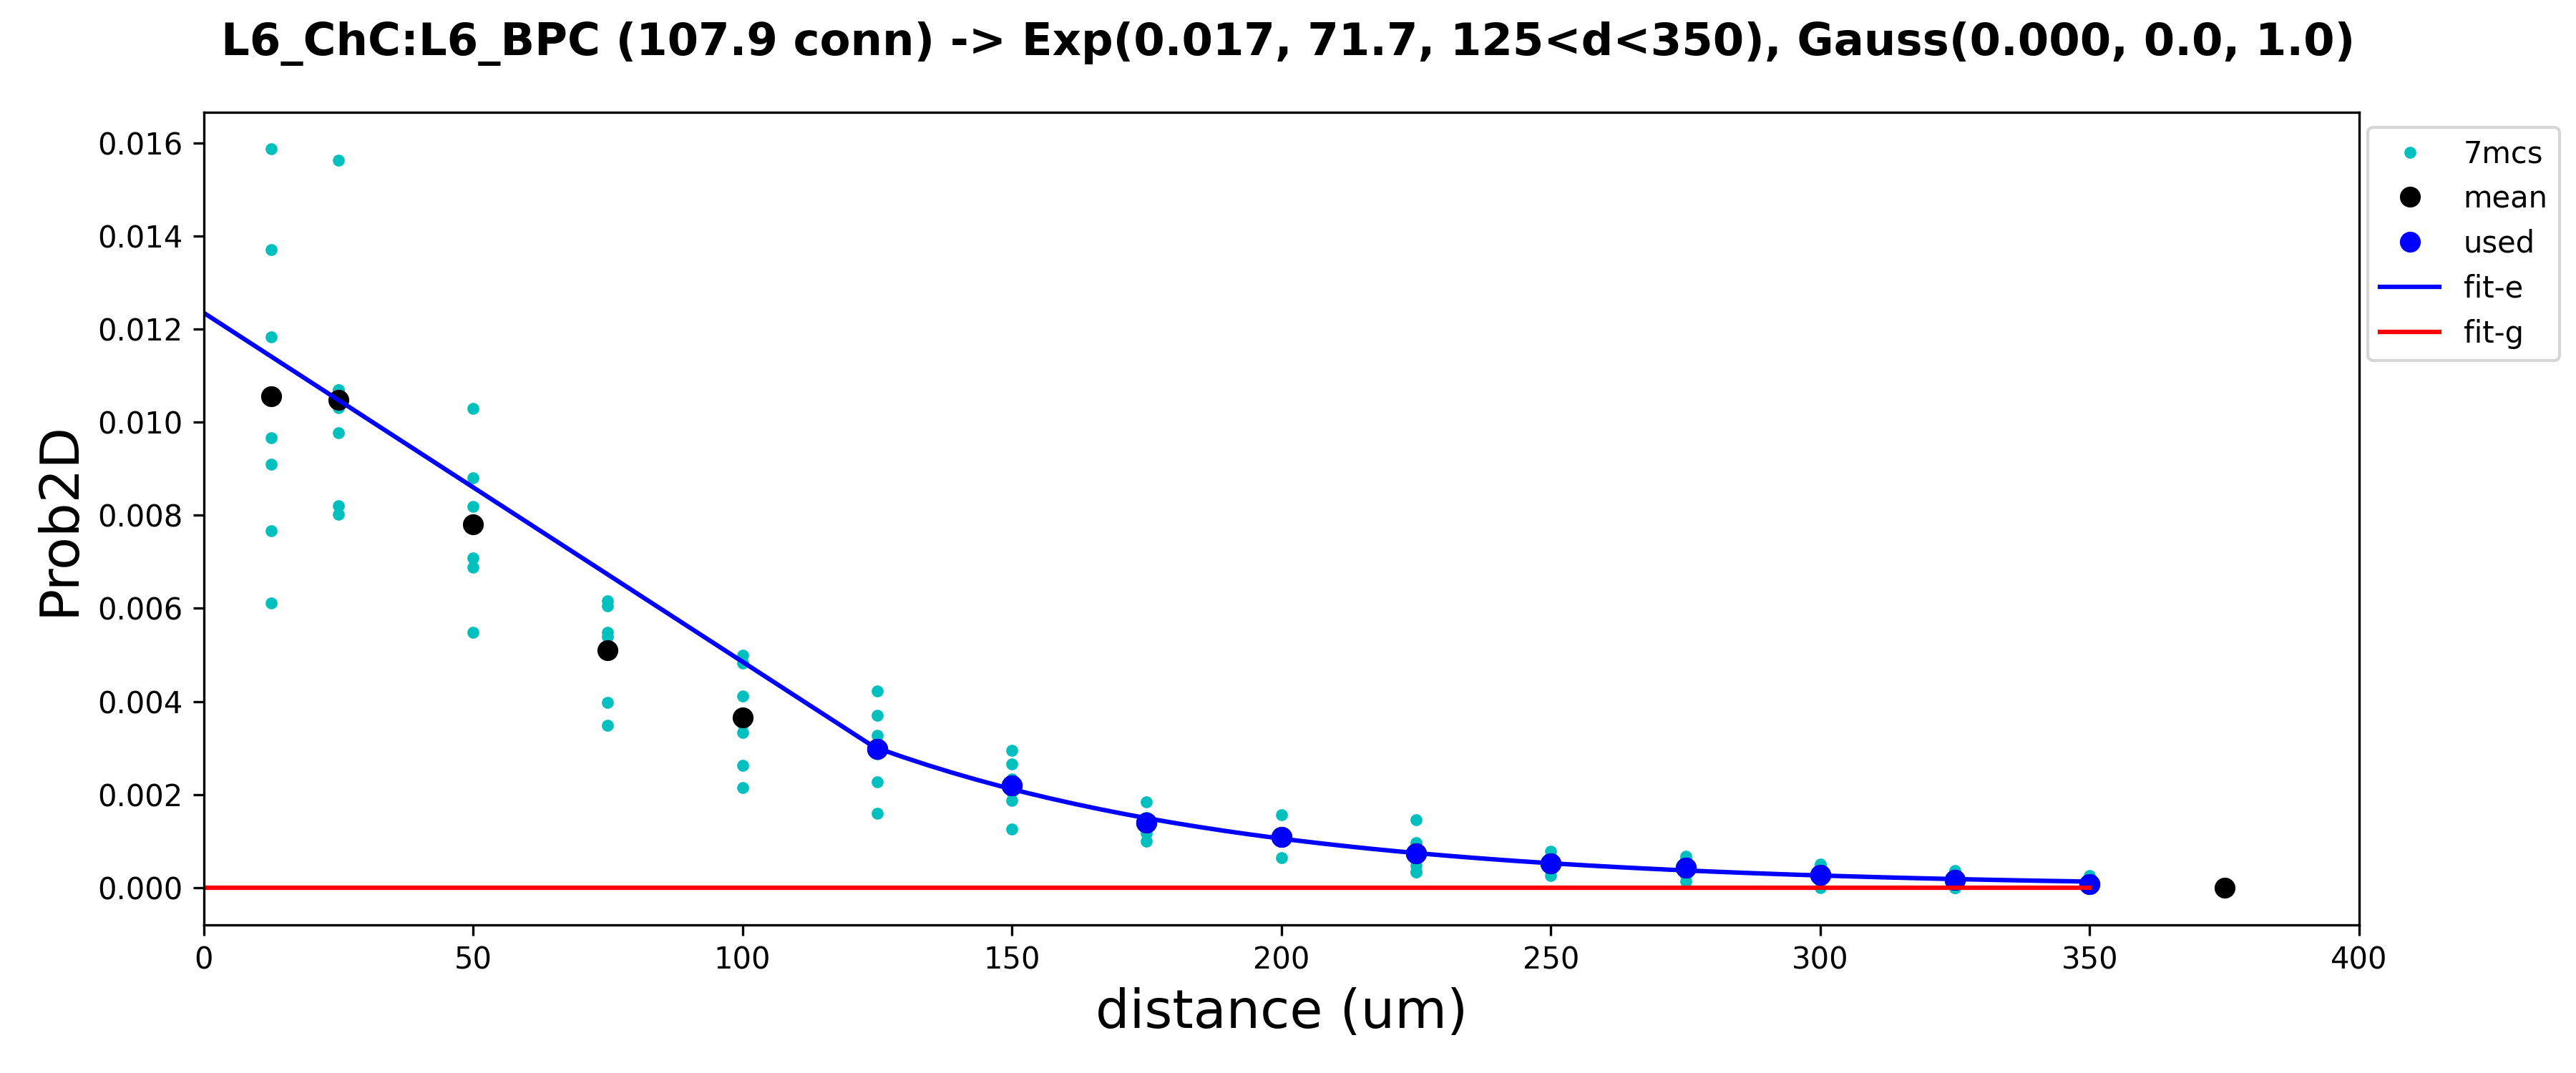 L6_ChC:L6_BPC (107.9 conn) -> Exp(0.017, 71.7, 125<d<350), Gauss(0.000, 0.0, 1.0)
0.016
0.014
0.012
0.010
0.008
0.006
0.004
0.002
0.000
Prob2D
0 50 100 150 200 250 300 350 400
distance (um)
7mcs
mean
used
fit-e
fit-g